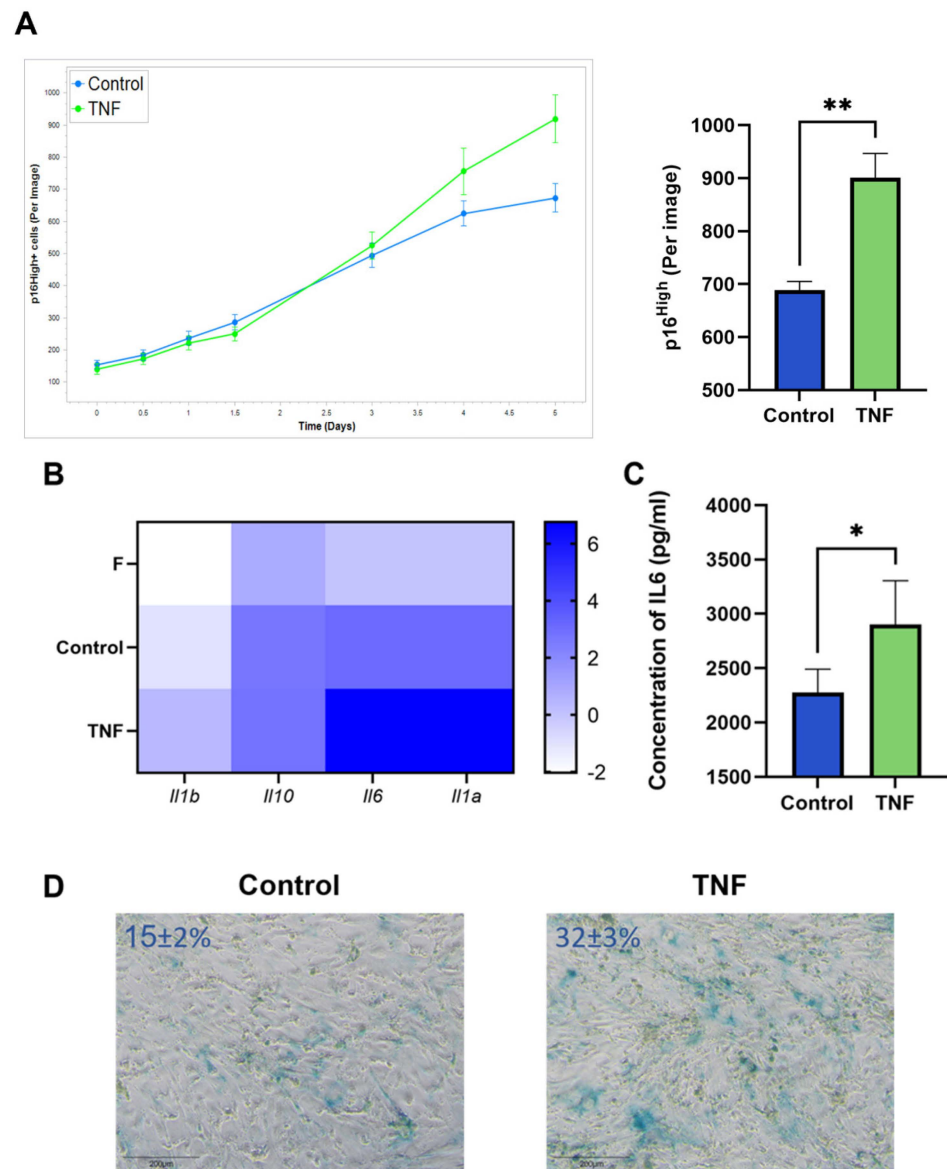 A
Control
TNF
p16High+ cells (Per Image)
1000
900
800
700
600
500
400
300
200
100
0
0.5
1
1.5
2
2.5
3
3.5
4
4.5
5
Time (Days)
**
p16High (Per image)
1000
900
800
700
600
500
Control
TNF
B
F
Control
TNF
Il1b
Il10
Il6
Il1a
6
4
2
0
-2
C
*
Concentration of IL6 (pg/ml)
4000
3500
3000
2500
2000
1500
Control
TNF
D
Control
TNF
15±2%
32±3%
200μm
200μm